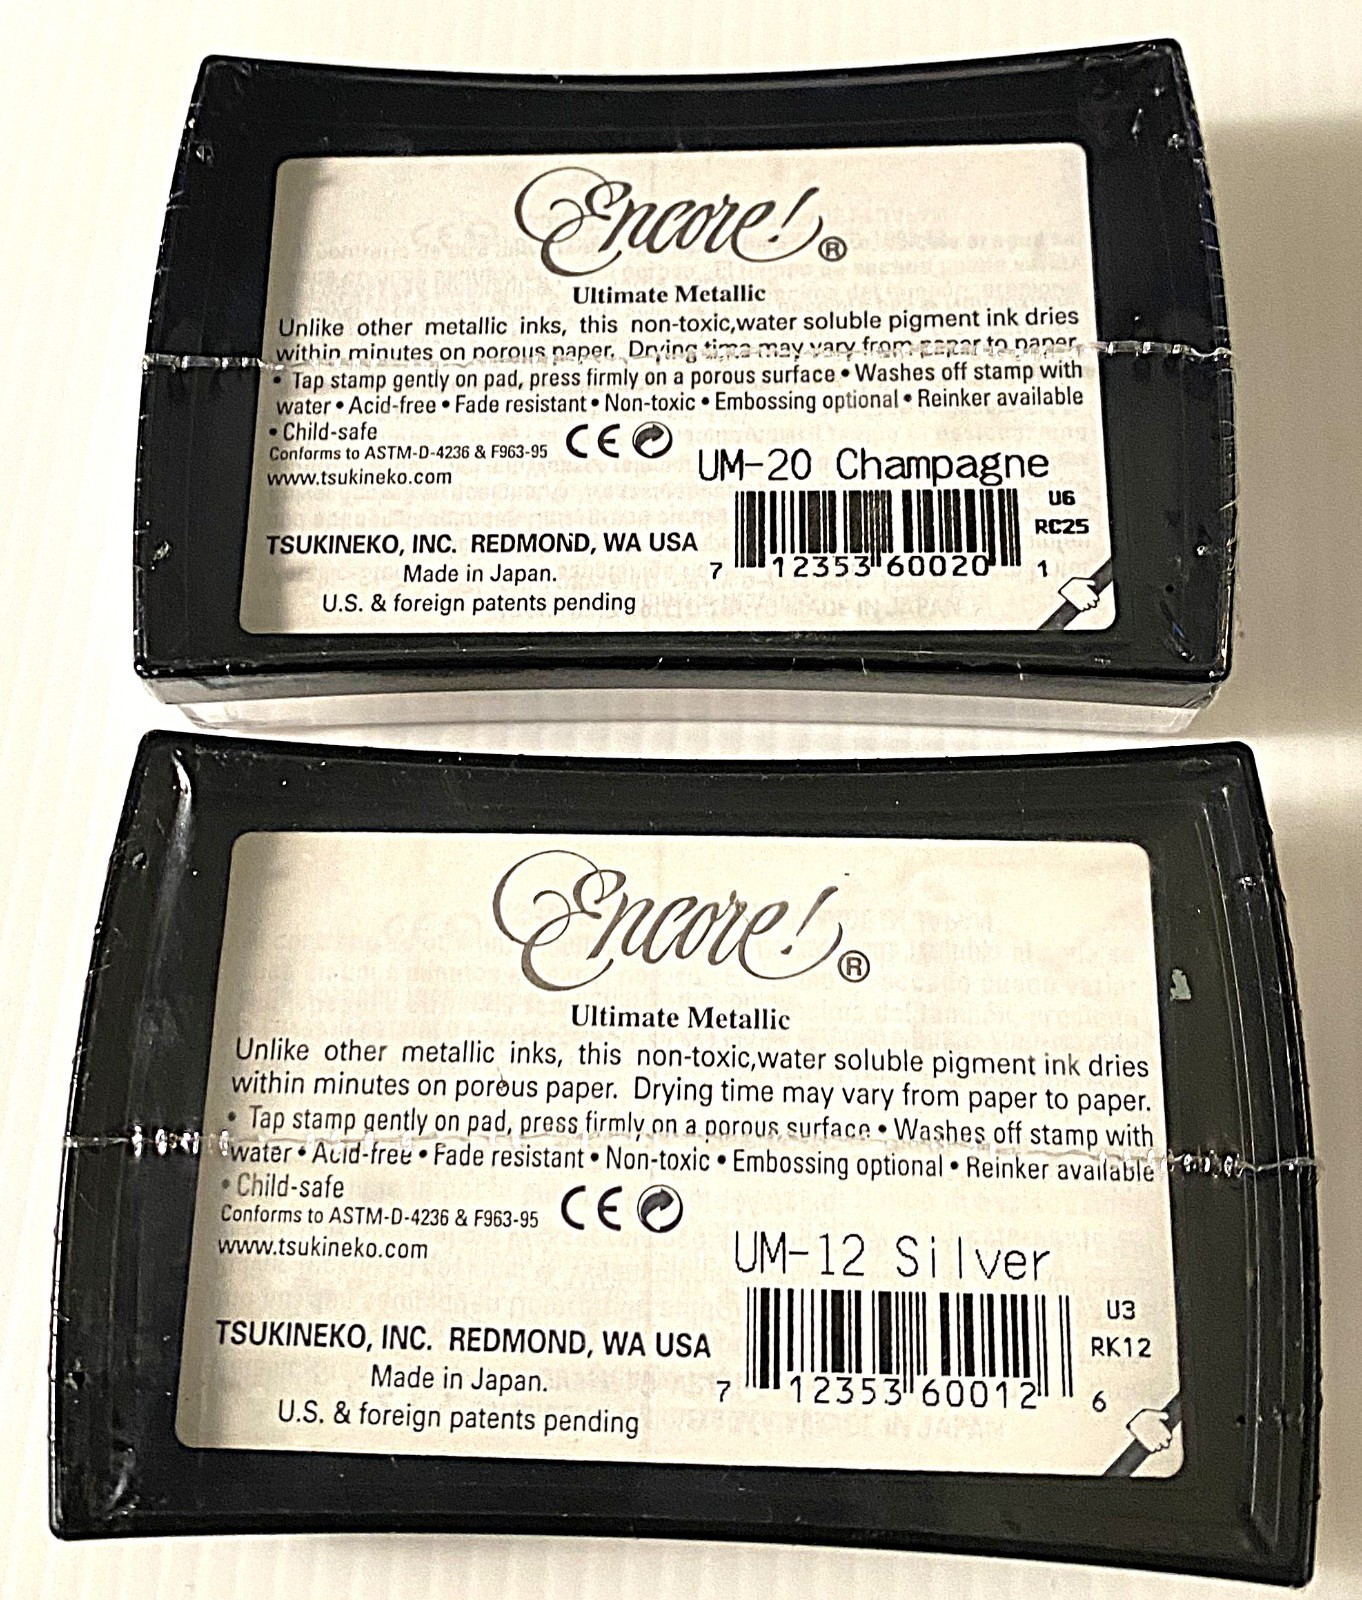 Encore!®
Ultimate Metallic
Unlike other metallic inks, this non-toxic,water soluble pigment ink dries
within minutes on porous paper. Drying time may vary from paper to paper.
• Tap stamp gently on pad, press firmly on a porous surface • Washes off stamp with
water • Acid-free • Fade resistant • Non-toxic • Embossing optional • Reinker available
• Child-safe
Conforms to ASTM-D-4236 & F963-95
CE
www.tsukineko.com
UM-20 Champagne
U6
RC25
TSUKINEKO, INC. REDMOND, WA USA
Made in Japan.
U.S. & foreign patents pending
7 12353 60020 1
Encore!®
Ultimate Metallic
Unlike other metallic inks, this non-toxic,water soluble pigment ink dries
within minutes on porous paper. Drying time may vary from paper to paper.
• Tap stamp gently on pad, press firmly on a porous surface • Washes off stamp with
water • Acid-free • Fade resistant • Non-toxic • Embossing optional • Reinker available
• Child-safe
Conforms to ASTM-D-4236 & F963-95
CE
www.tsukineko.com
UM-12 Silver
U3
RK12
TSUKINEKO, INC. REDMOND, WA USA
Made in Japan.
U.S. & foreign patents pending
7 12353 60012 6